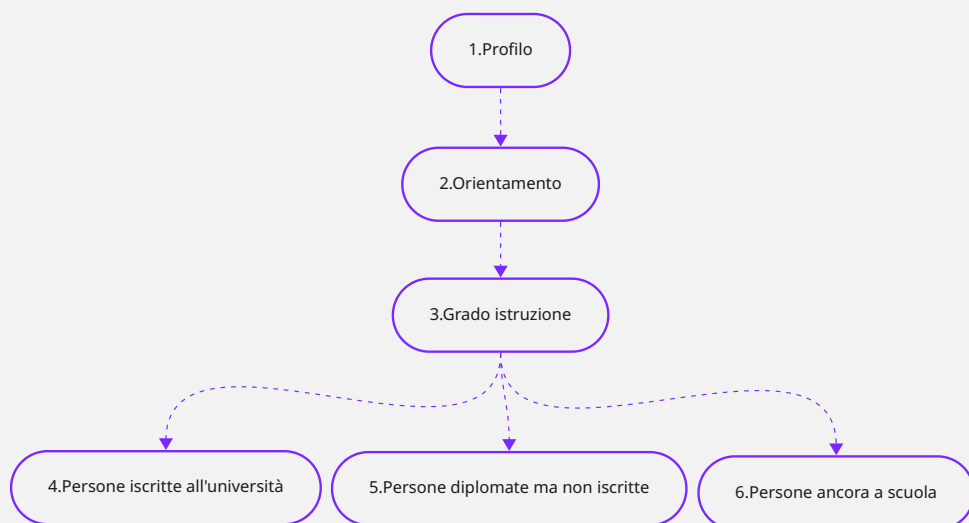 1.Profilo
2.Orientamento
3.Grado istruzione
4.Persone iscritte all'università
5.Persone diplomate ma non iscritte
6.Persone ancora a scuola